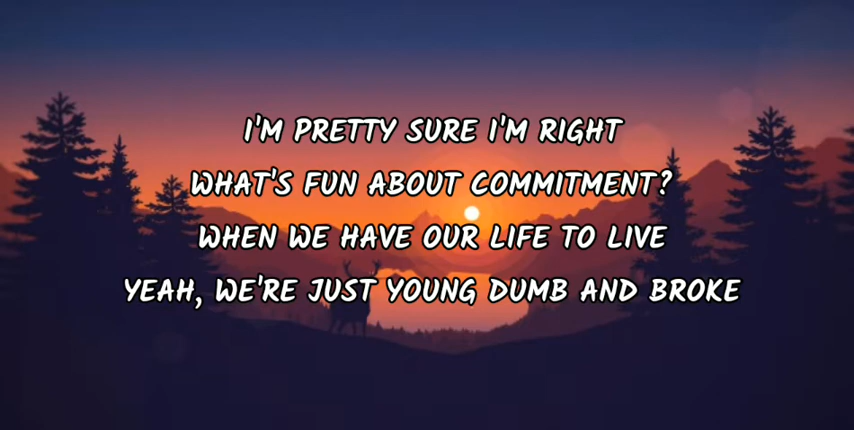 I'M PRETTY SURE I'M RIGHT
WHAT'S FUN ABOUT COMMITMENT?
WHEN WE HAVE OUR LIFE TO LIVE
YEAH, WE'RE JUST YOUNG DUMB AND BROKE